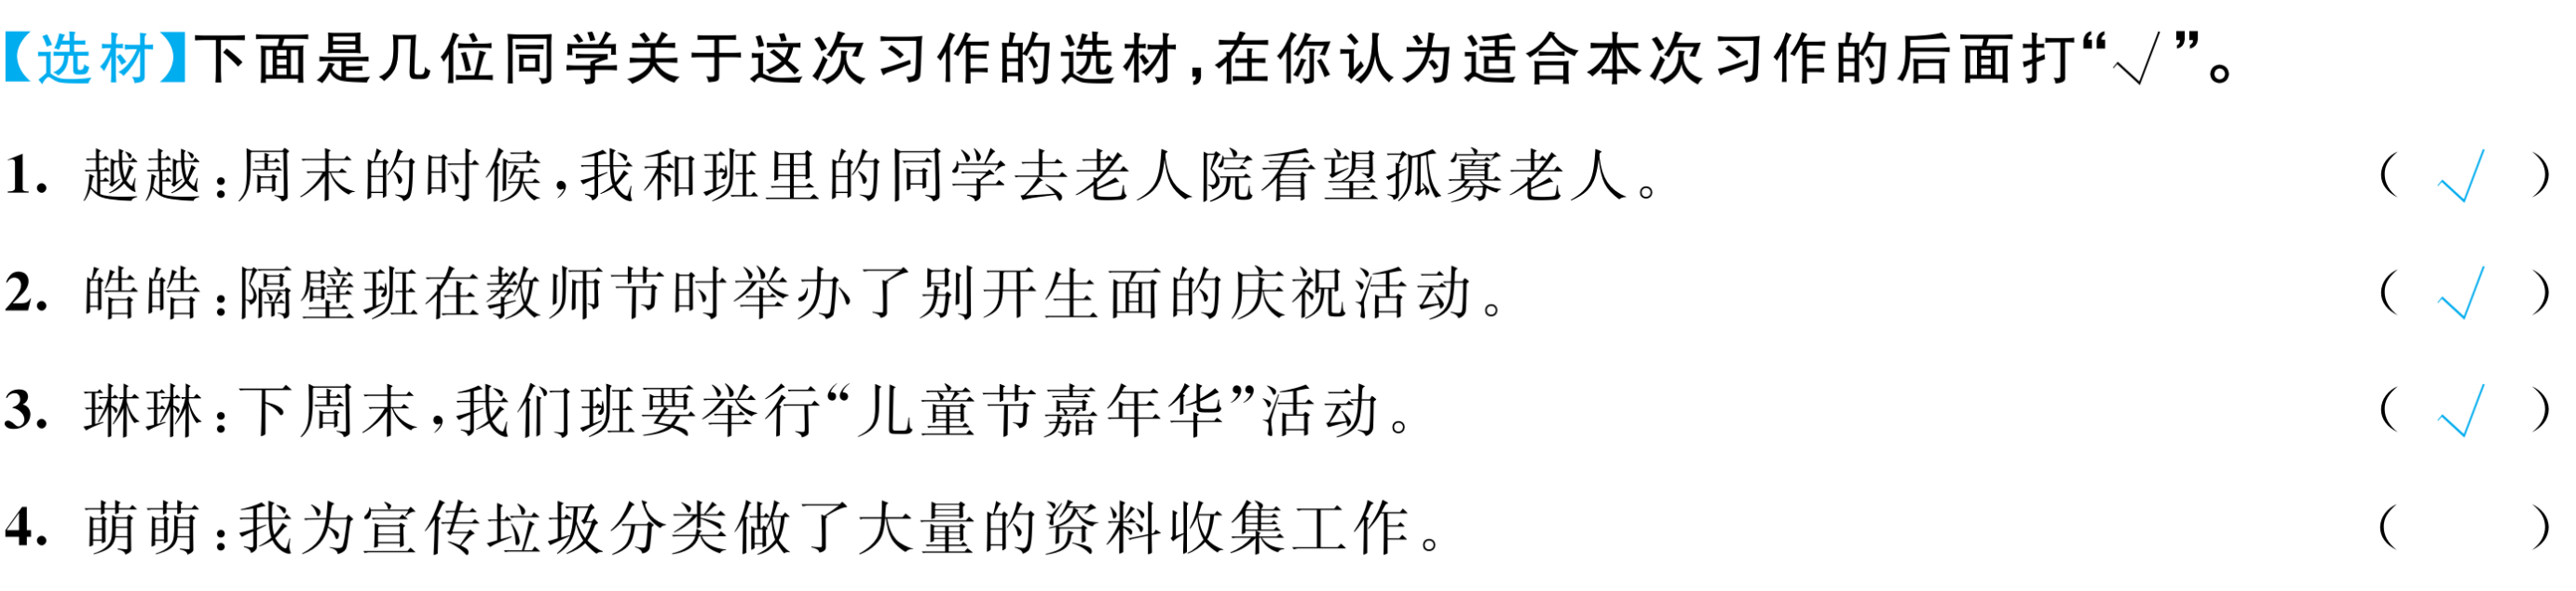 【选材】下面是几位同学关于这次习作的选材,在你认为适合本次习作的后面打“√”。
1. 越越:周末的时候,我和班里的同学去老人院看望孤寡老人。 ( √ )
2. 皓皓:隔壁班在教师节时举办了别开生面的庆祝活动。 ( √ )
3. 琳琳:下周末,我们班要举行“儿童节嘉年华”活动。 ( √ )
4. 萌萌:我为宣传垃圾分类做了大量的资料收集工作。 ( )